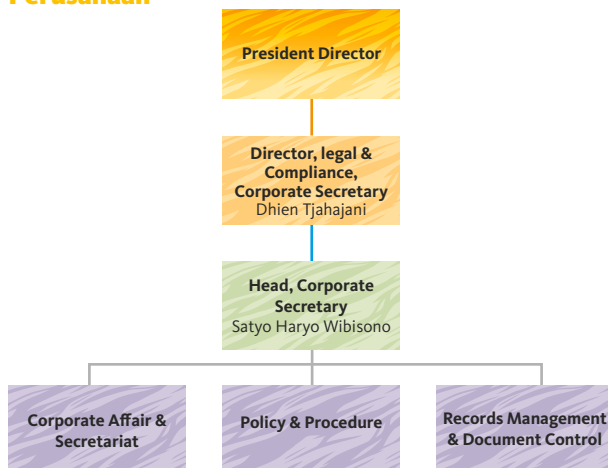 Perusahaan
President Director
Director, legal &
Compliance,
Corporate Secretary
Dhien Tjahajani
Head, Corporate
Secretary
Satyo Haryo Wibisono
Corporate Affair &
Secretariat
Policy & Procedure
Records Management
& Document Control